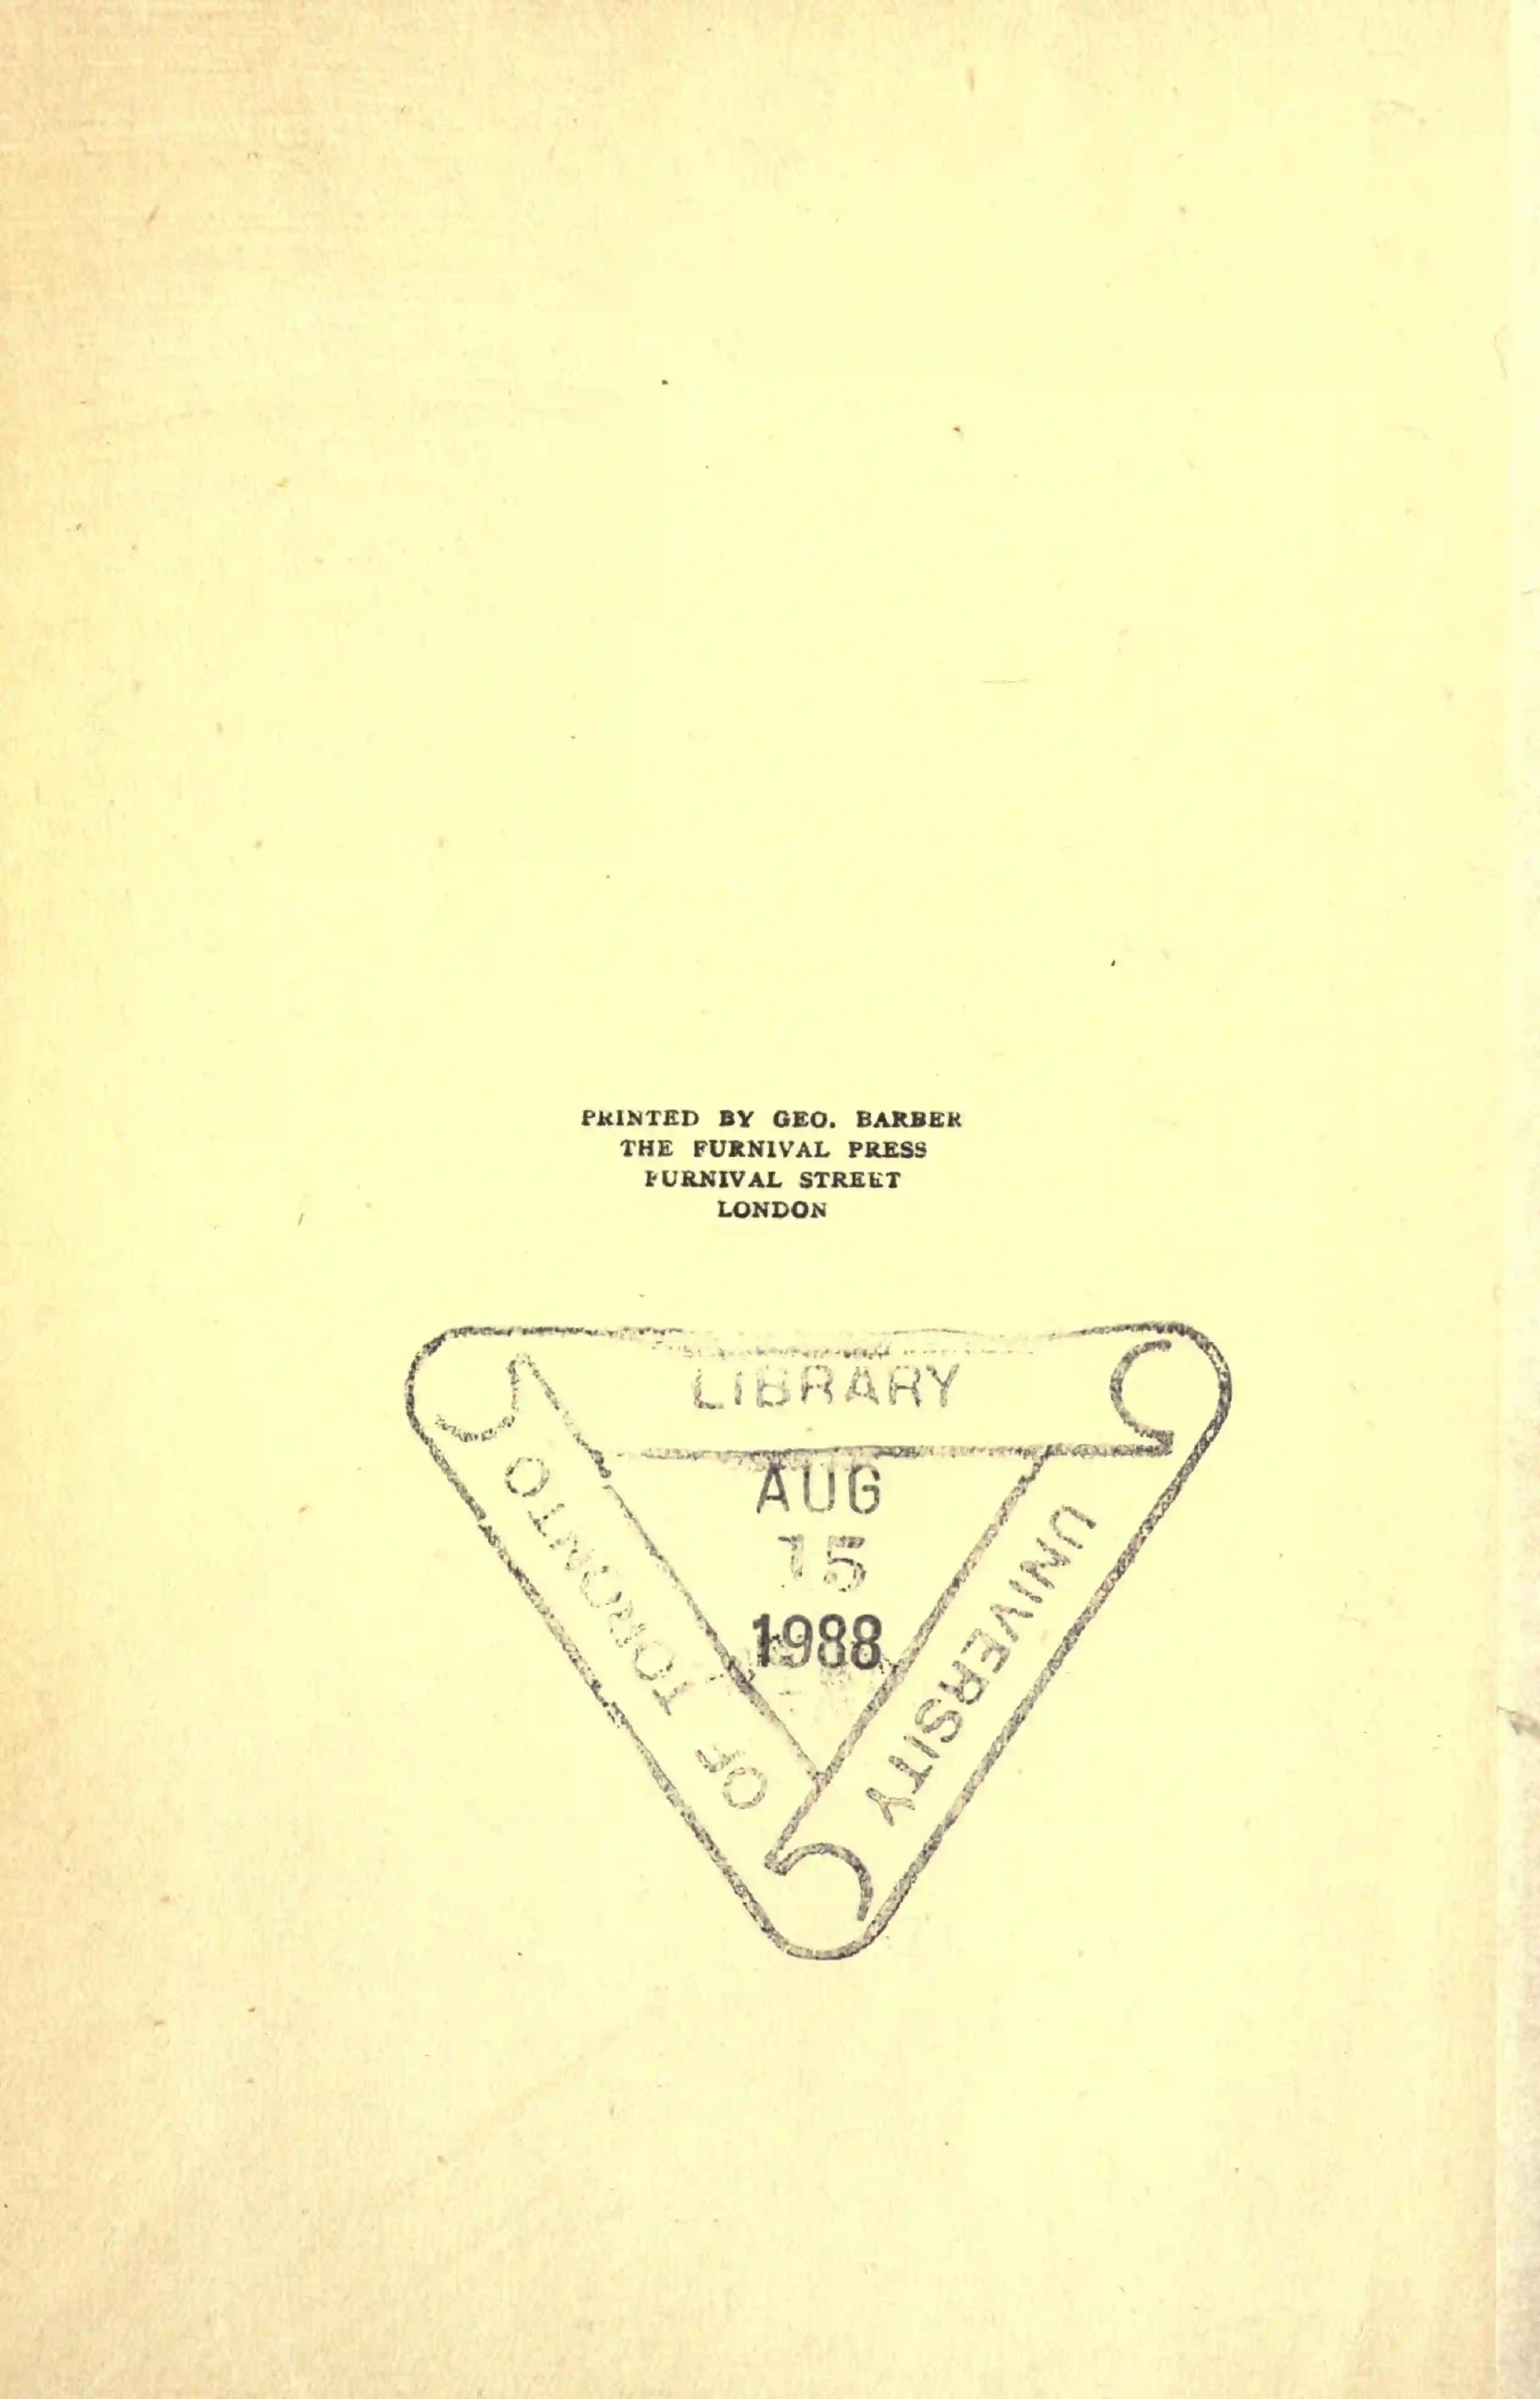 PRINTED BY GEO. BARBER
THE FURNIVAL PRESS
FURNIVAL STREET
LONDON
LIBRARY
AUG
15
1988
UNIVERSITY
OF TORONTO